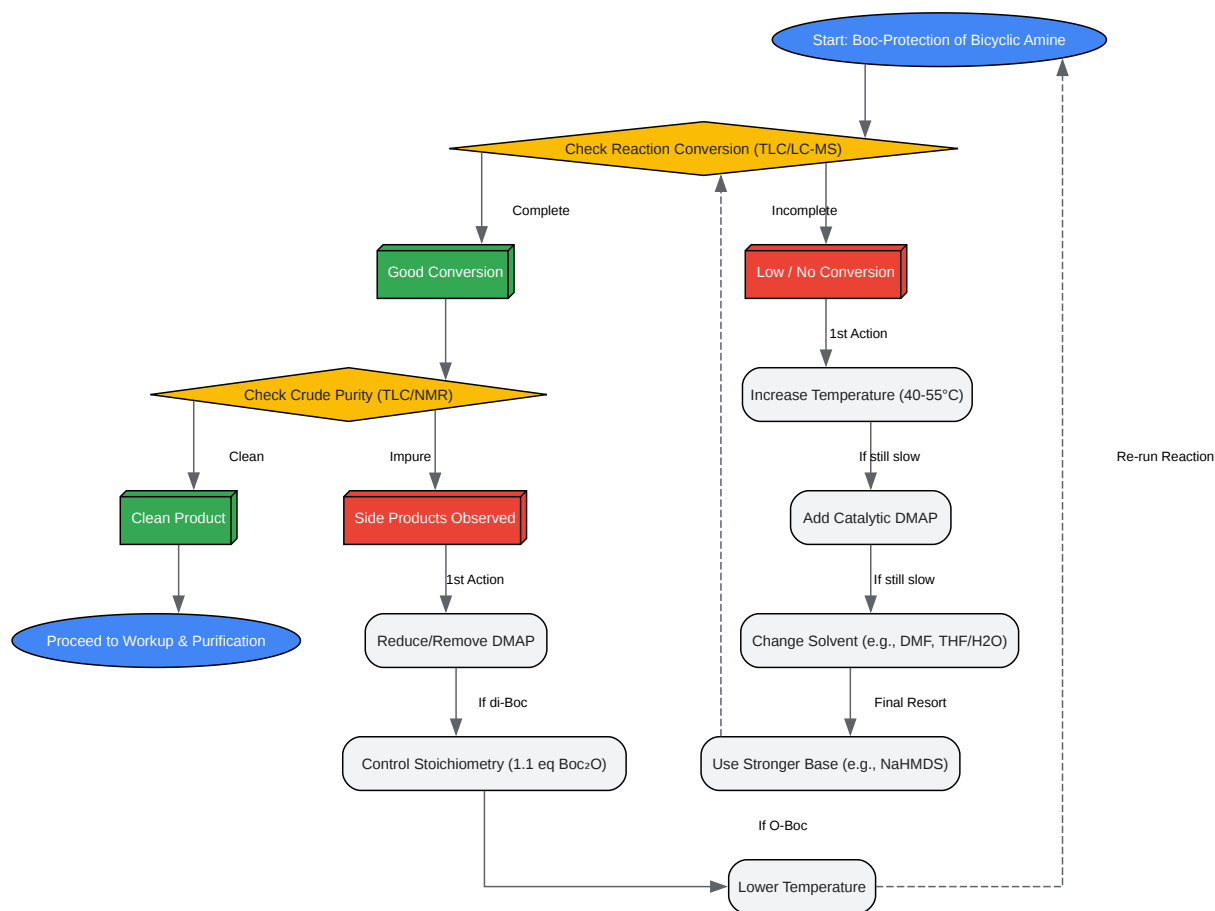 Start: Boc-Protection of Bicyclic Amine
Check Reaction Conversion (TLC/LC-MS)
Complete
Incomplete
Good Conversion
Low / No Conversion
1st Action
Check Crude Purity (TLC/NMR)
Increase Temperature (40-55°C)
Clean
Impure
If still slow
Re-run Reaction
Clean Product
Side Products Observed
Add Catalytic DMAP
1st Action
If still slow
Proceed to Workup & Purification
Reduce/Remove DMAP
Change Solvent (e.g., DMF, THF/H2O)
If di-Boc
Final Resort
Control Stoichiometry (1.1 eq Boc₂O)
Use Stronger Base (e.g., NaHMDS)
If O-Boc
Lower Temperature